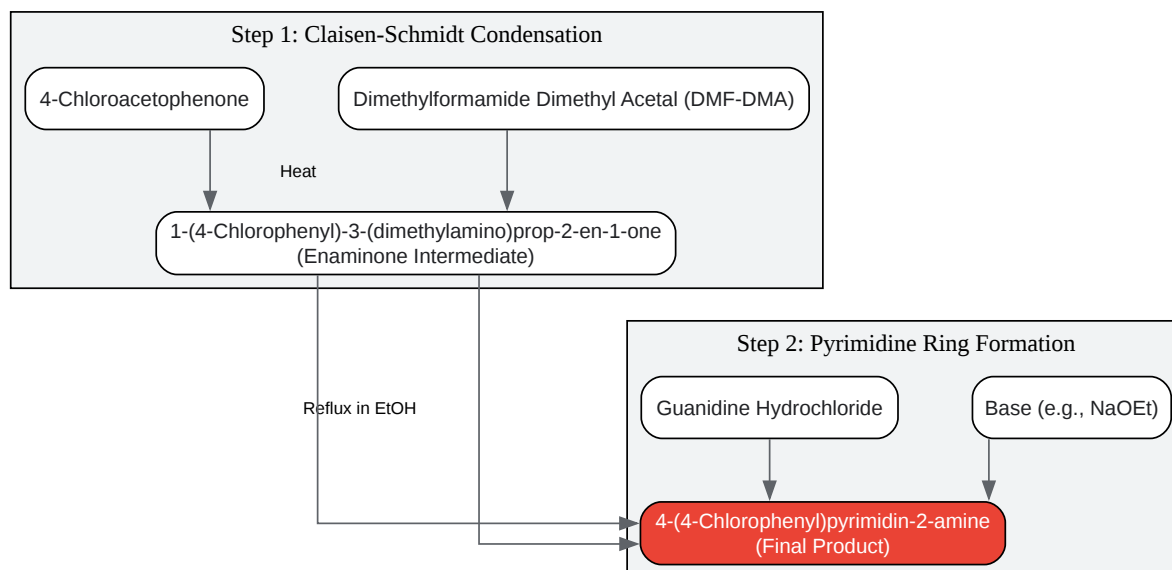 Step 1: Claisen-Schmidt Condensation
4-Chloroacetophenone
Dimethylformamide Dimethyl Acetal (DMF-DMA)
Heat
1-(4-Chlorophenyl)-3-(dimethylamino)prop-2-en-1-one
(Enaminone Intermediate)
Step 2: Pyrimidine Ring Formation
Reflux in EtOH
Guanidine Hydrochloride
Base (e.g., NaOEt)
4-(4-Chlorophenyl)pyrimidin-2-amine
(Final Product)